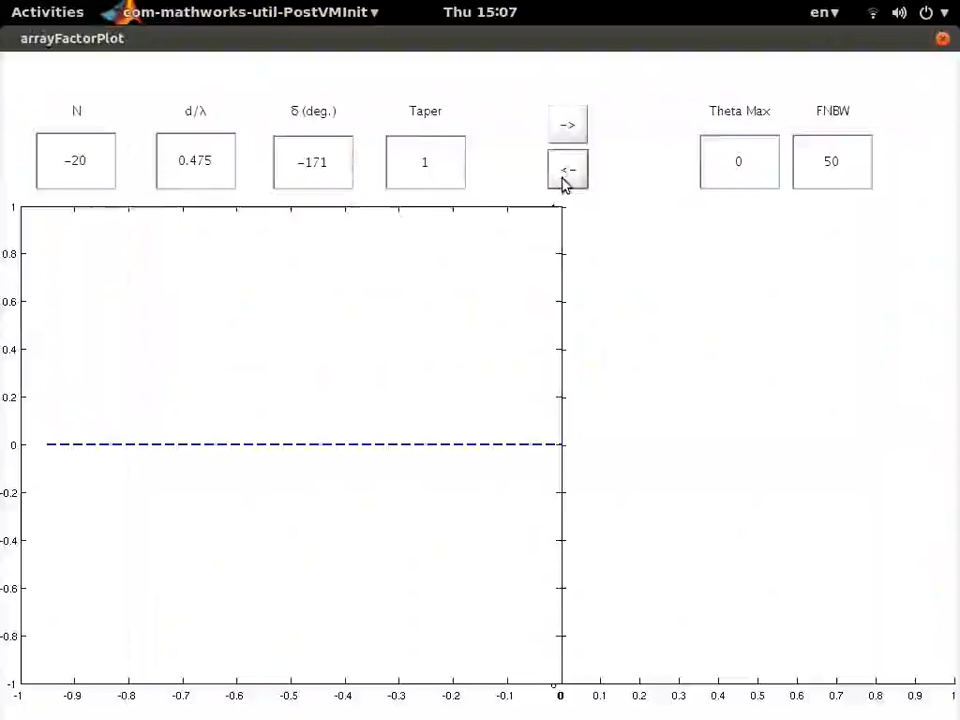 Activities com-mathworks-util-PostVMInit ▾ Thu 15:07 en ▾
arrayFactorPlot
N d/λ δ (deg.) Taper -> Theta Max FNBW
-20 0.475 -171 1 <- 0 50
1
0.8
0.6
0.4
0.2
0
-0.2
-0.4
-0.6
-0.8
-1
-1 -0.9 -0.8 -0.7 -0.6 -0.5 -0.4 -0.3 -0.2 -0.1 0 0.1 0.2 0.3 0.4 0.5 0.6 0.7 0.8 0.9 1